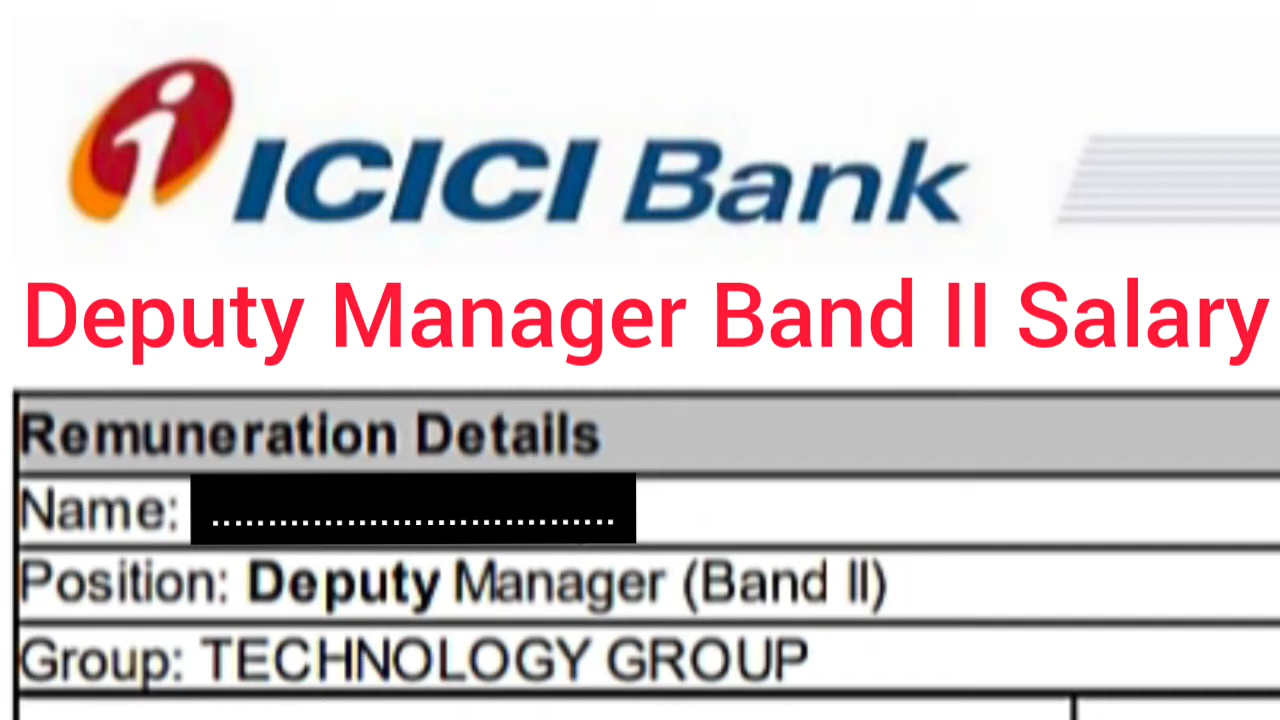 i ICICI Bank
Deputy Manager Band II Salary
Remuneration Details
Name: ....................................
Position: Deputy Manager (Band II)
Group: TECHNOLOGY GROUP